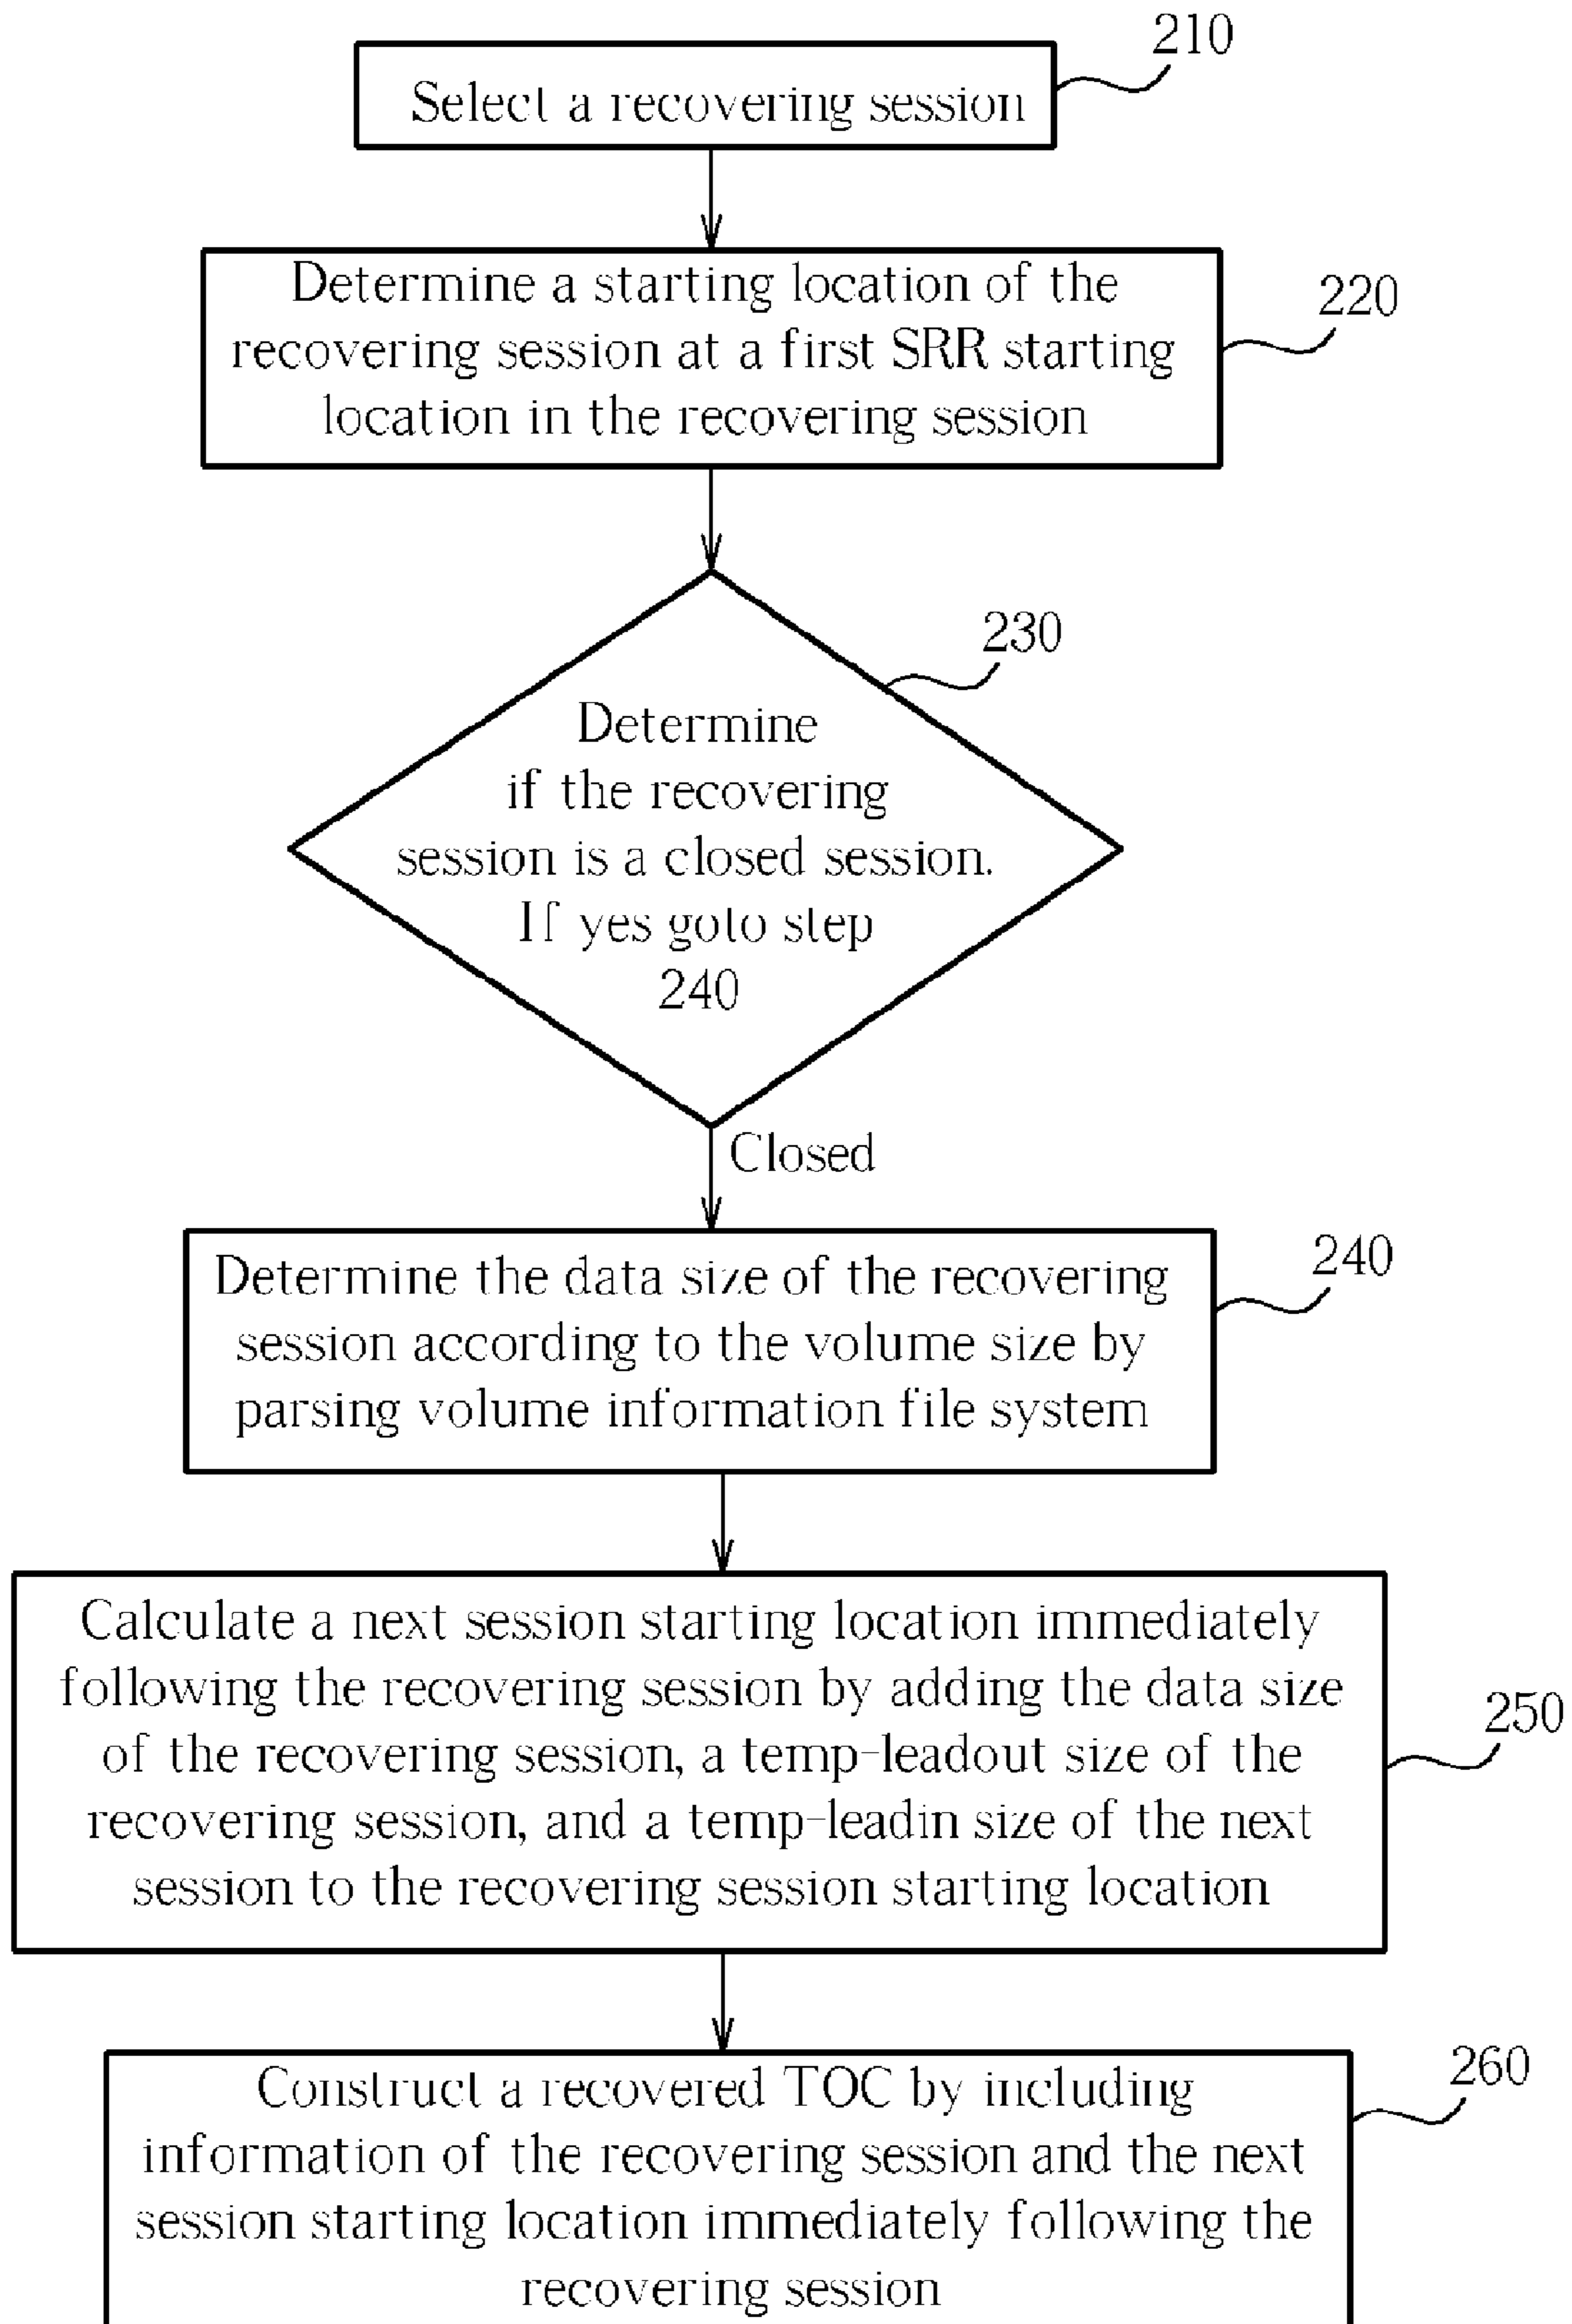 210
Select a recovering session
220
Determine a starting location of the
recovering session at a first SRR starting
location in the recovering session
230
Determine
if the recovering
session is a closed session.
If yes goto step
240
Closed
240
Determine the data size of the recovering
session according to the volume size by
parsing volume information file system
250
Calculate a next session starting location immediately
following the recovering session by adding the data size
of the recovering session, a temp-leadout size of the
recovering session, and a temp-leadin size of the next
session to the recovering session starting location
260
Construct a recovered TOC by including
information of the recovering session and the next
session starting location immediately following the
recovering session